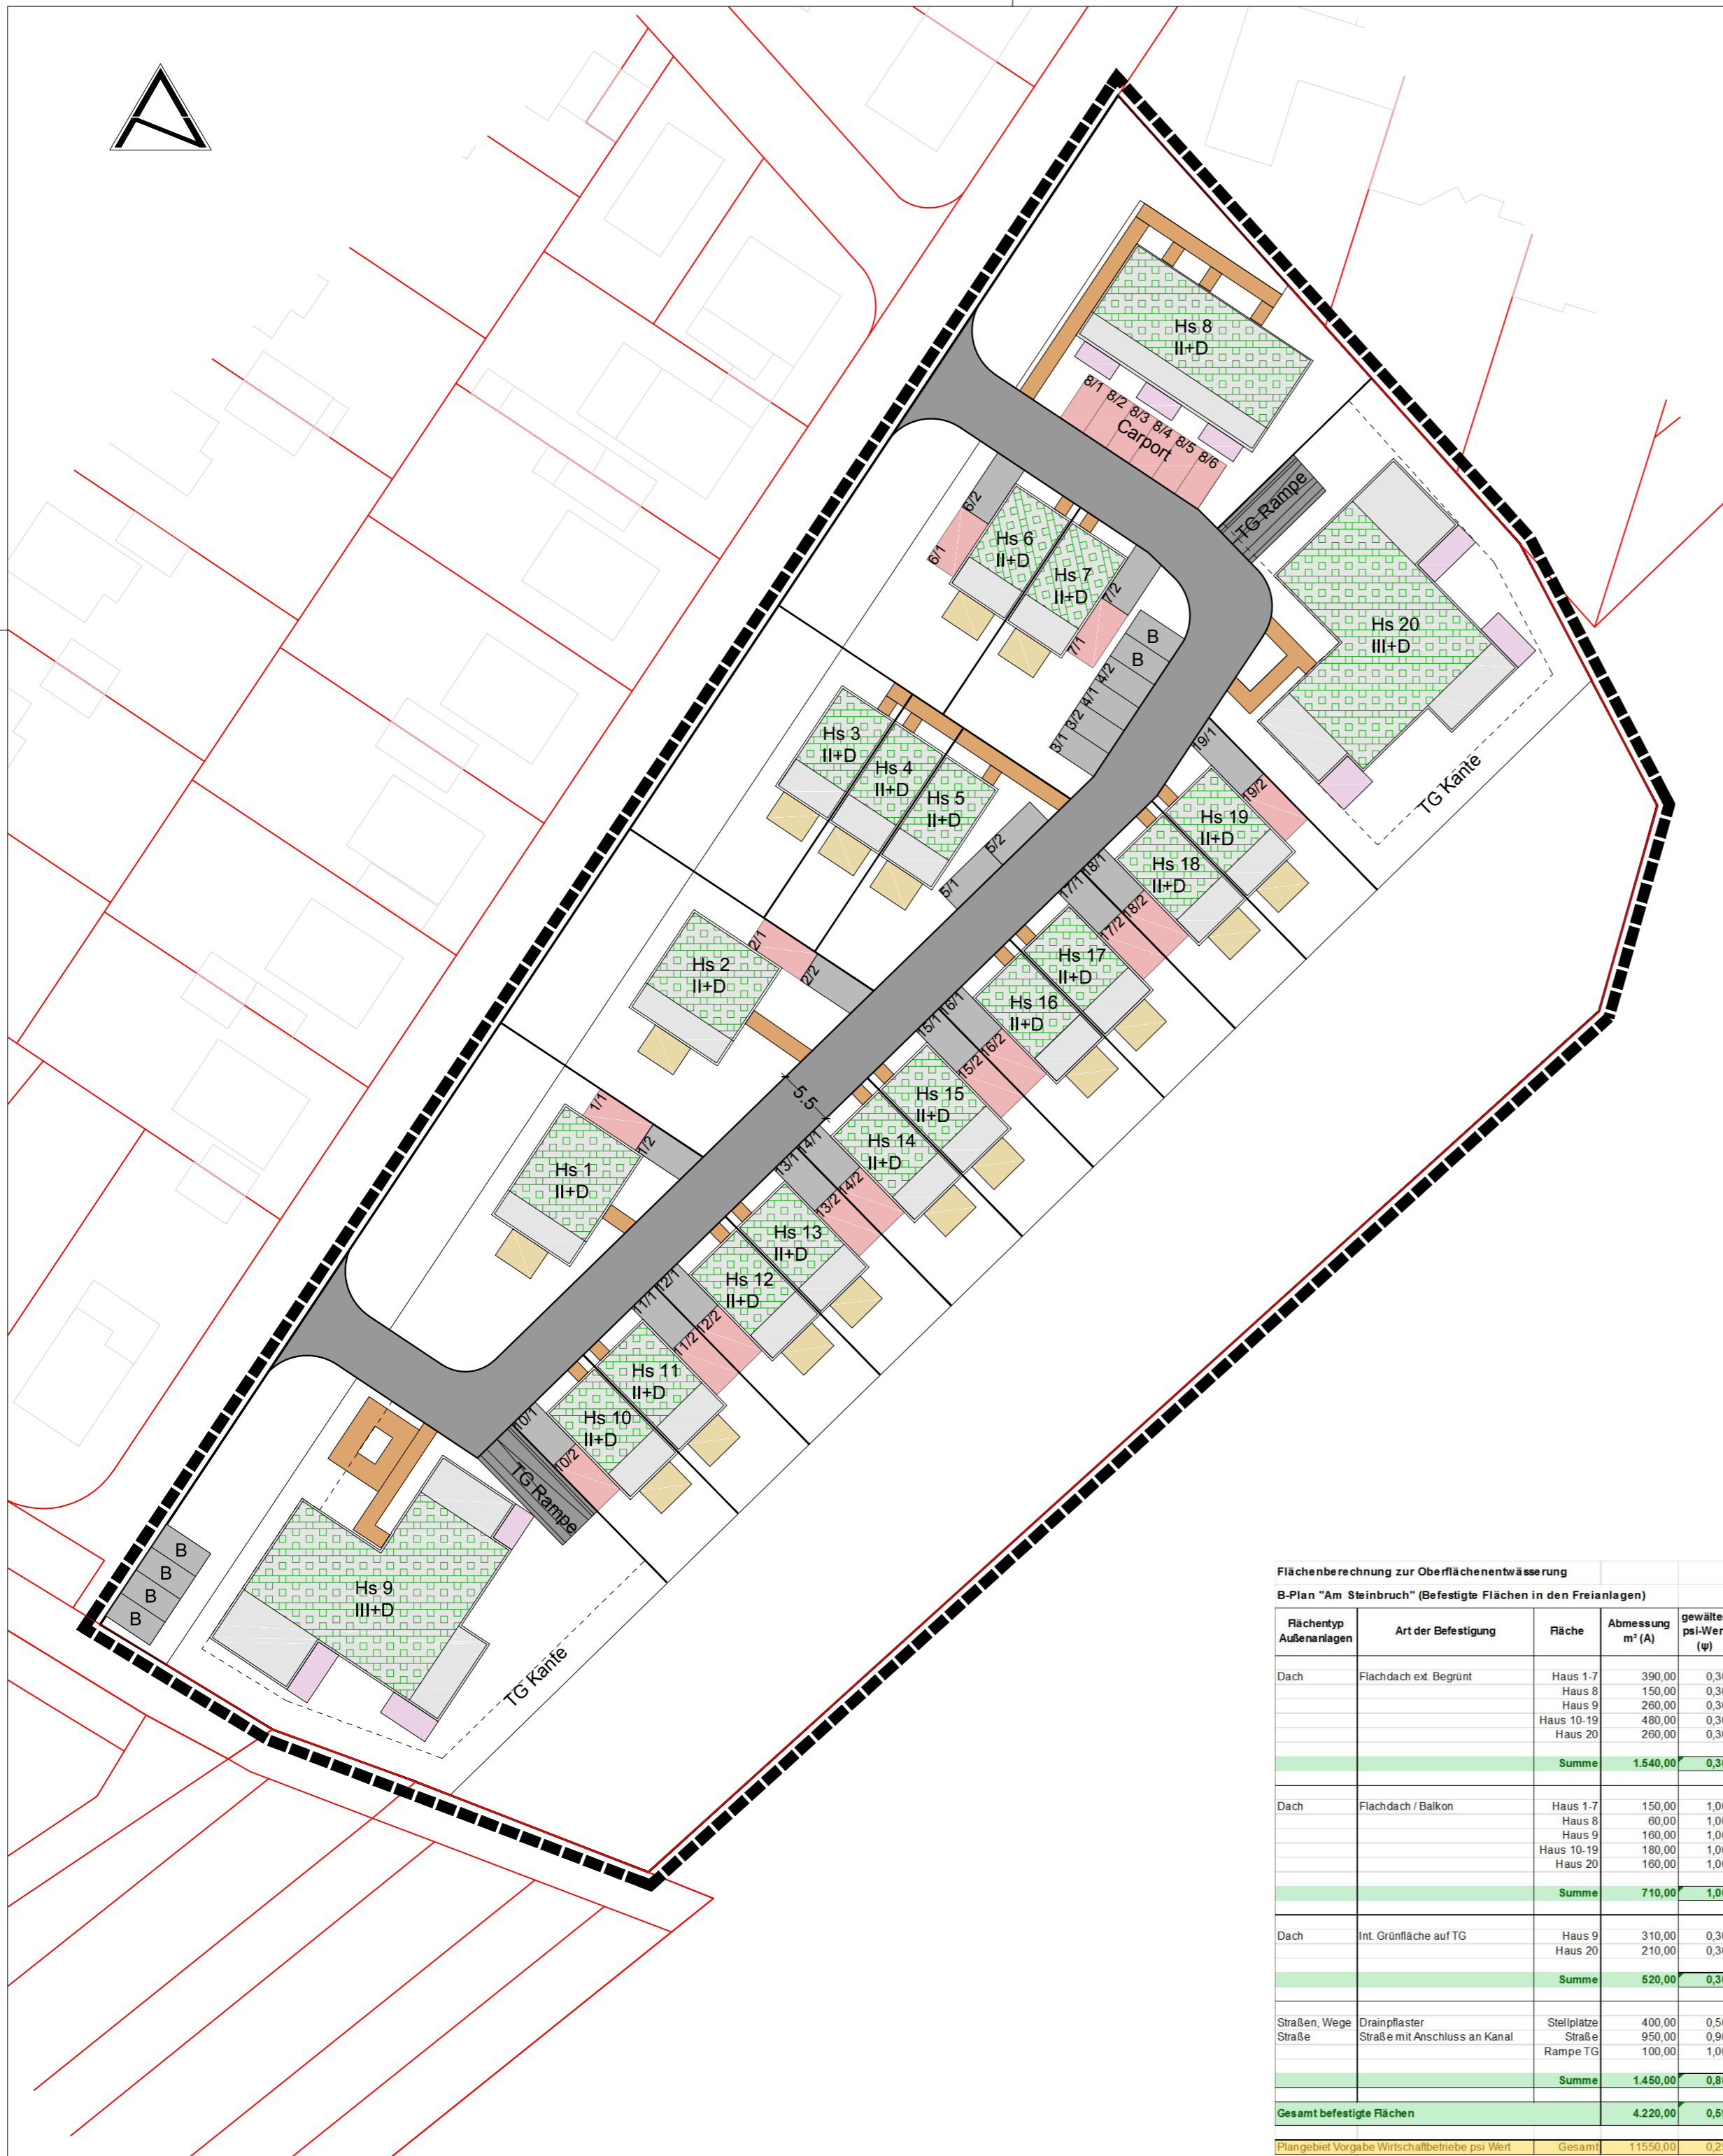 Hs 8
II+D
8/1
8/2
8/3
8/4
8/5
8/6
Carport
TG Rampe
6/2
6/1
Hs 6
II+D
Hs 7
II+D
7/2
7/1
B
B
4/2
4/1
3/2
3/1
Hs 20
III+D
TG Kante
19/1
19/2
Hs 3
II+D
Hs 4
II+D
Hs 5
II+D
5/2
5/1
Hs 19
II+D
Hs 18
II+D
18/1
17/1
18/2
17/2
Hs 2
II+D
2/1
2/2
Hs 17
II+D
Hs 16
II+D
16/1
15/1
16/2
15/2
5.5
Hs 1
II+D
1/1
1/2
Hs 15
II+D
Hs 14
II+D
14/1
13/1
14/2
13/2
Hs 13
II+D
Hs 12
II+D
12/1
11/1
12/2
11/2
Hs 11
II+D
Hs 10
II+D
10/1
10/2
TG Rampe
B
B
B
B
Hs 9
III+D
TG Kante
Flächenberechnung zur Oberflächenentwässerung
B-Plan "Am Steinbruch" (Befestigte Flächen in den Freianlagen)
Flächentyp Außenanlagen Art der Befestigung Fläche Abmessung m² (A) psi-Wer (ψ)
Dach Flachdach ext. Begrünt Haus 1-7 390,00
Haus 8 150,00
Haus 9 260,00
Haus 10-19 480,00
Haus 20 260,00
Summe 1.540,00
Dach Flachdach / Balkon Haus 1-7 150,00
Haus 8 60,00
Haus 9 160,00
Haus 10-19 180,00
Haus 20 160,00
Summe 710,00
Dach Int. Grünfläche auf TG Haus 9 310,00
Haus 20 210,00
Summe 520,00
Straßen, Wege Drainpflaster Stellplätze 400,00
Straße Straße mit Anschluss an Kanal Straße 950,00
Rampe TG 100,00
Summe 1.450,00
Gesamt befestigte Flächen 4.220,00
Plangebiet Vorgabe Wirtschaftbetriebe psi Wert Gesamt 11550,00